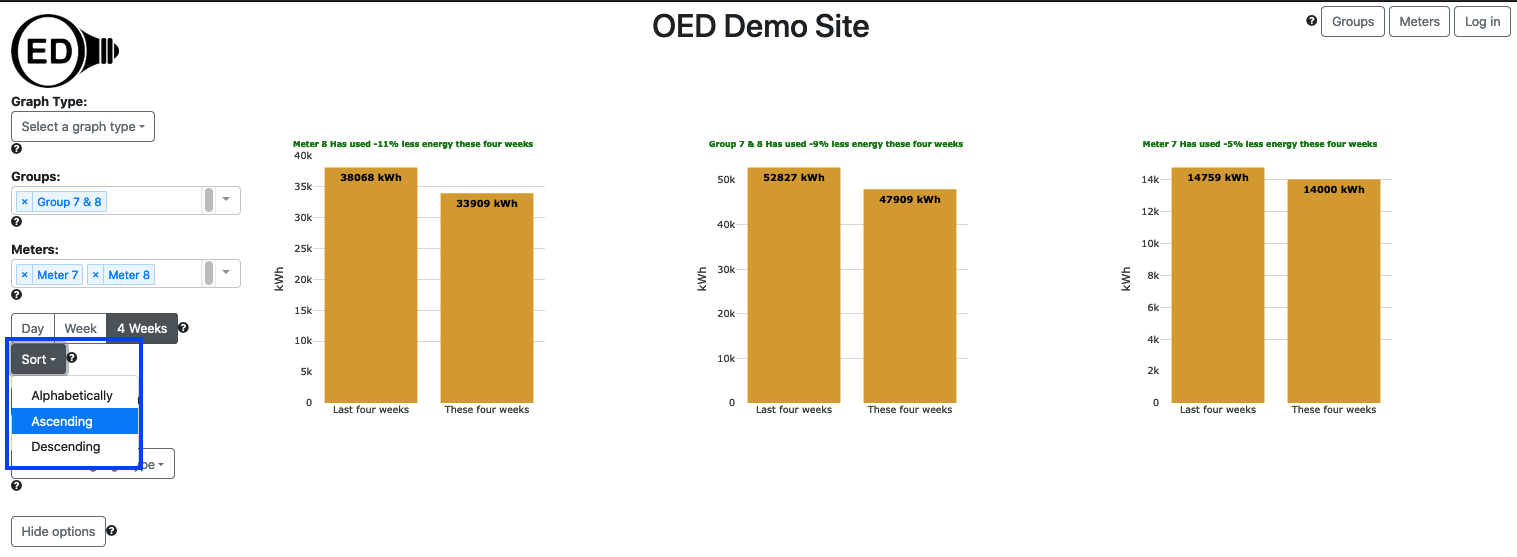 OED Demo Site
? Groups Meters Log in
ED
Graph Type:
Select a graph type
?
Groups:
× Group 7 & 8
?
Meters:
× Meter 7 × Meter 8
?
Day Week 4 Weeks ?
Sort ?
Alphabetically
Ascending
Descending
?
Hide options ?
Meter 8 Has used -11% less energy these four weeks
40k
35k
30k
25k
20k
15k
10k
5k
0
kWh
38068 kWh
33909 kWh
Last four weeks These four weeks
Group 7 & 8 Has used -9% less energy these four weeks
50k
40k
30k
20k
10k
0
kWh
52827 kWh
47909 kWh
Last four weeks These four weeks
Meter 7 Has used -5% less energy these four weeks
14k
12k
10k
8k
6k
4k
2k
0
kWh
14759 kWh
14000 kWh
Last four weeks These four weeks